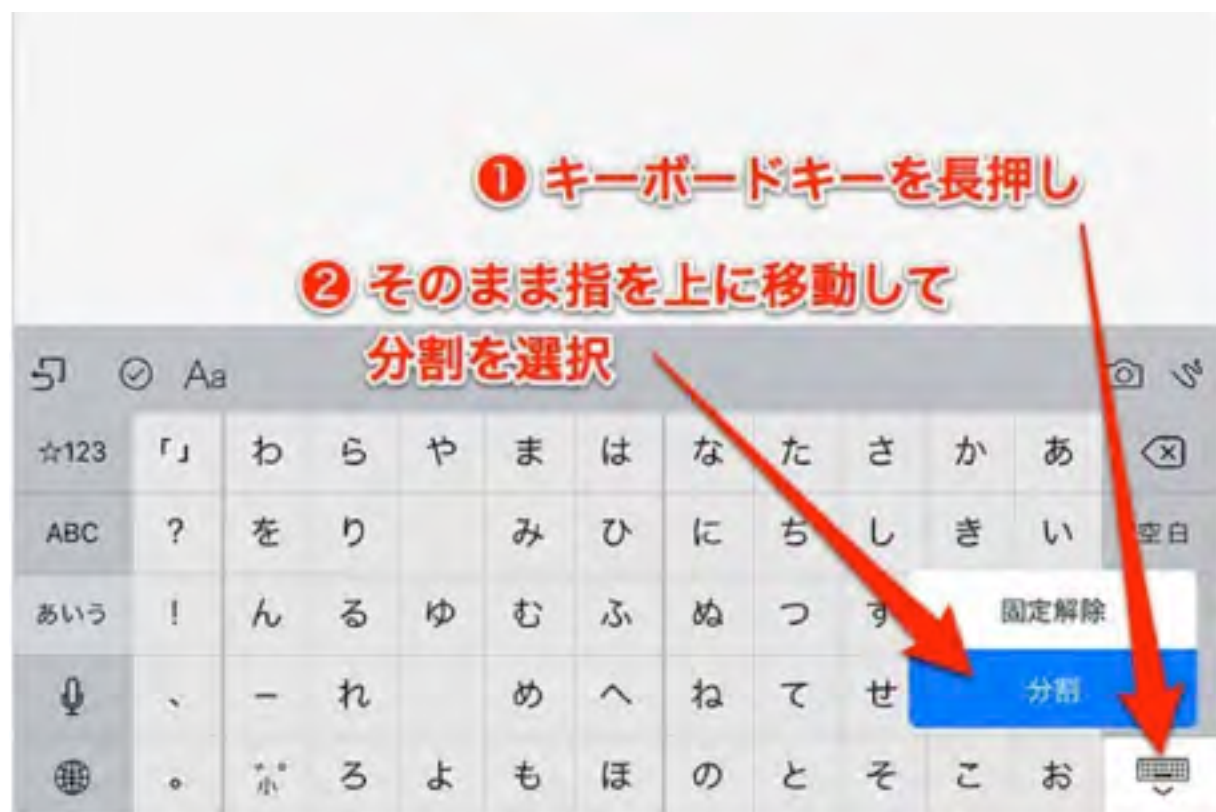 ❶ キーボードキーを長押し
❷ そのまま指を上に移動して
分割を選択
Aa
☆123 「」 わ ら や ま は な た さ か あ
ABC ? を り み ひ に ち し き い 空白
あいう ! ん る ゆ む ふ ぬ つ す 固定解除
、 ー れ め へ ね て せ 分割
。 小 ろ よ も ほ の と そ こ お